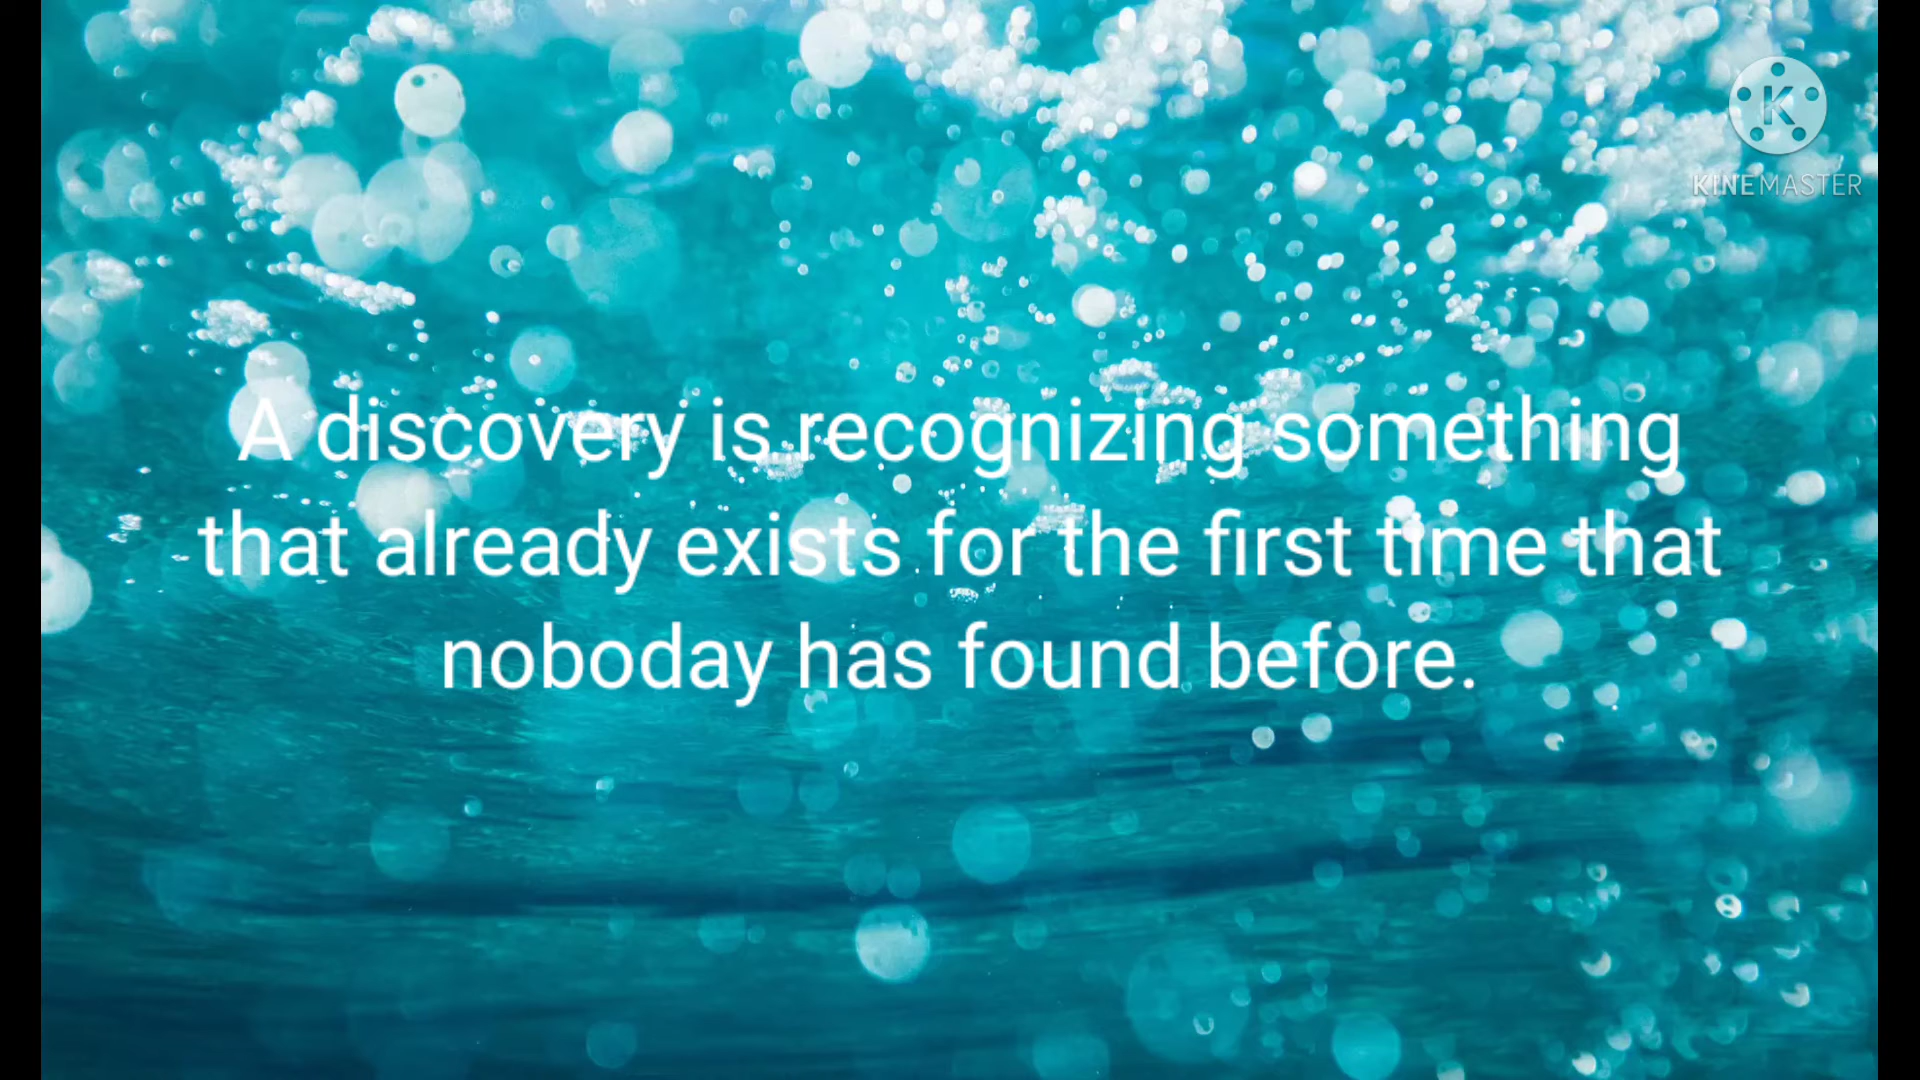 K
KINEMASTER
A discovery is recognizing something
that already exists for the first time that
noboday has found before.